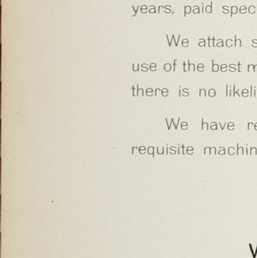 years, paid spec
We attach s
use of the best m
there is no likeli
We have re
requisite machin